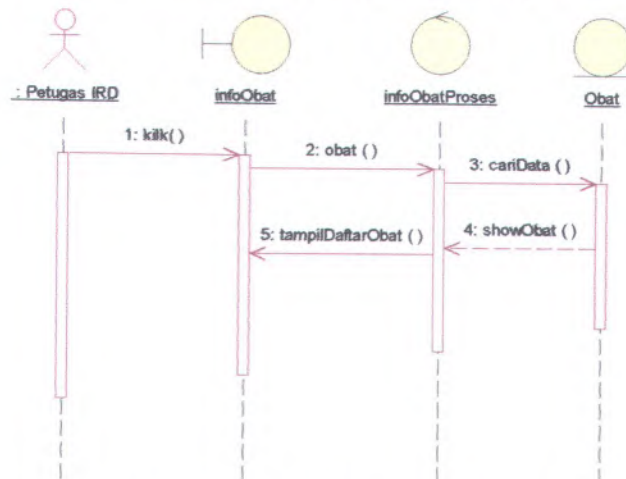 : Petugas IRD
infoObat
infoObatProses
Obat
1: kilk()
2: obat ()
3: cariData ()
4: showObat ()
5: tampilDaftarObat ()